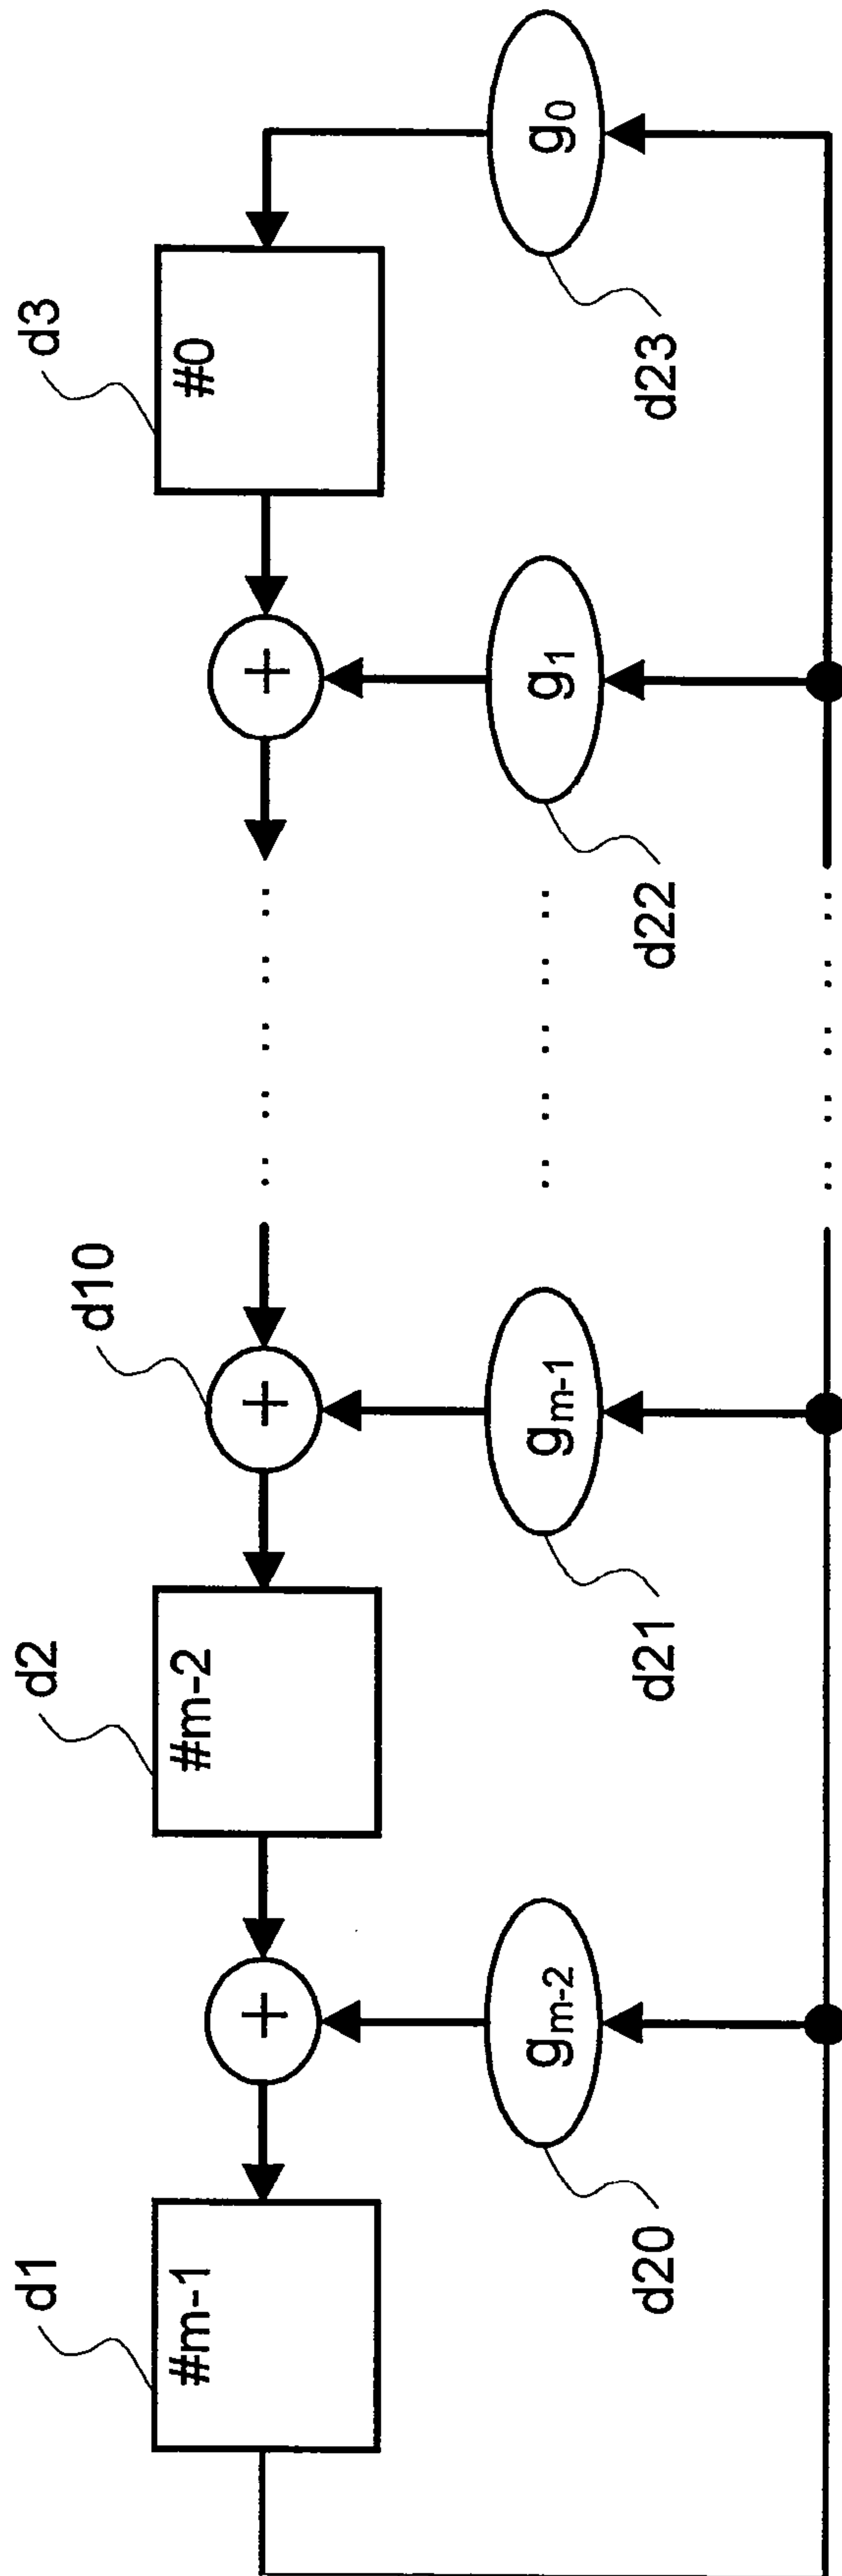 d1
d2
d10
d3
#m-1
#m-2
#0
+
+
+
gm-2
gm-1
g1
g0
d20
d21
d22
d23